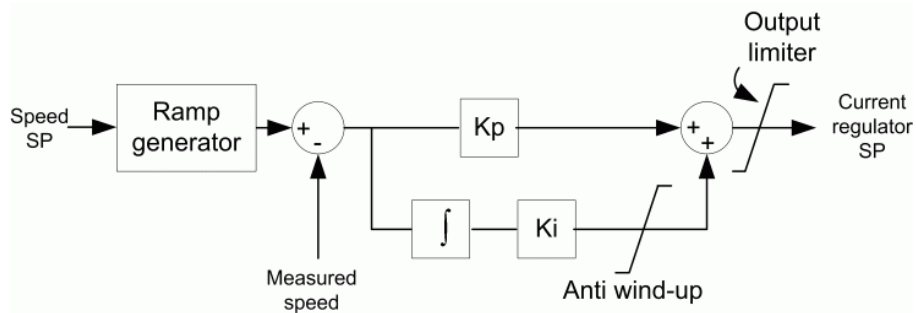 Output
limiter
Speed
SP
Ramp
generator
+
-
Kp
+
+
Current
regulator
SP
∫
Ki
Measured
speed
Anti wind-up